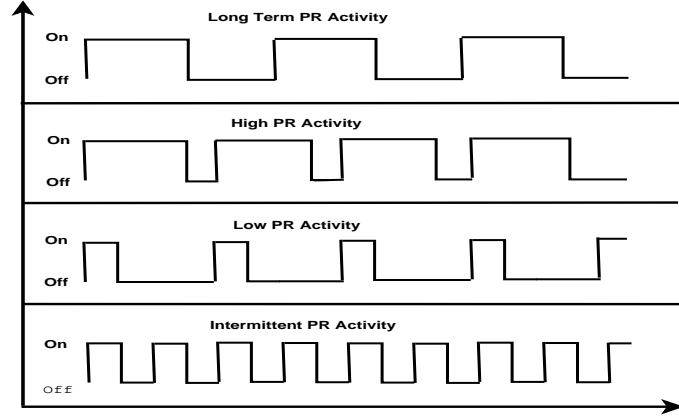 Long Term PR Activity
On
Off
High PR Activity
On
Off
Low PR Activity
On
Off
Intermittent PR Activity
On
Off